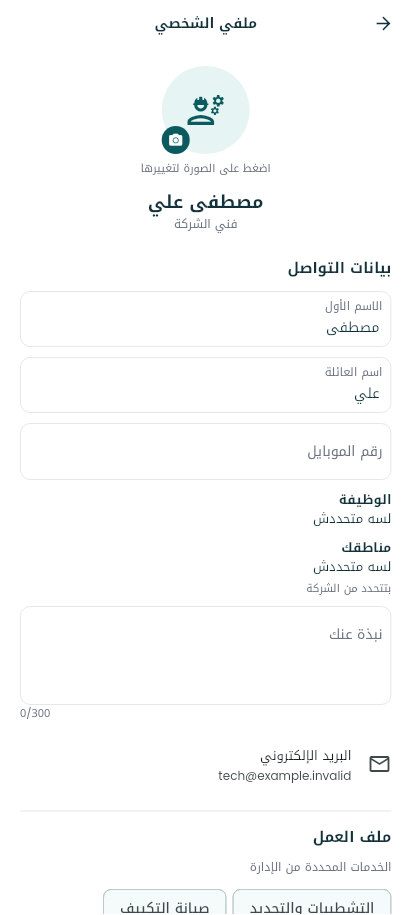 ملفي الشخصي
اضغط على الصورة لتغييرها
مصطفى علي
فني الشركة
بيانات التواصل
الاسم الأول
مصطفى
اسم العائلة
علي
رقم الموبايل
الوظيفة
لسه متحددش
مناطقك
لسه متحددش
بتتحدد من الشركة
نبذة عنك
0/300
البريد الإلكتروني
tech@example.invalid
ملف العمل
الخدمات المحددة من الإدارة
التشطيبات والتجديد صيانة التكييف